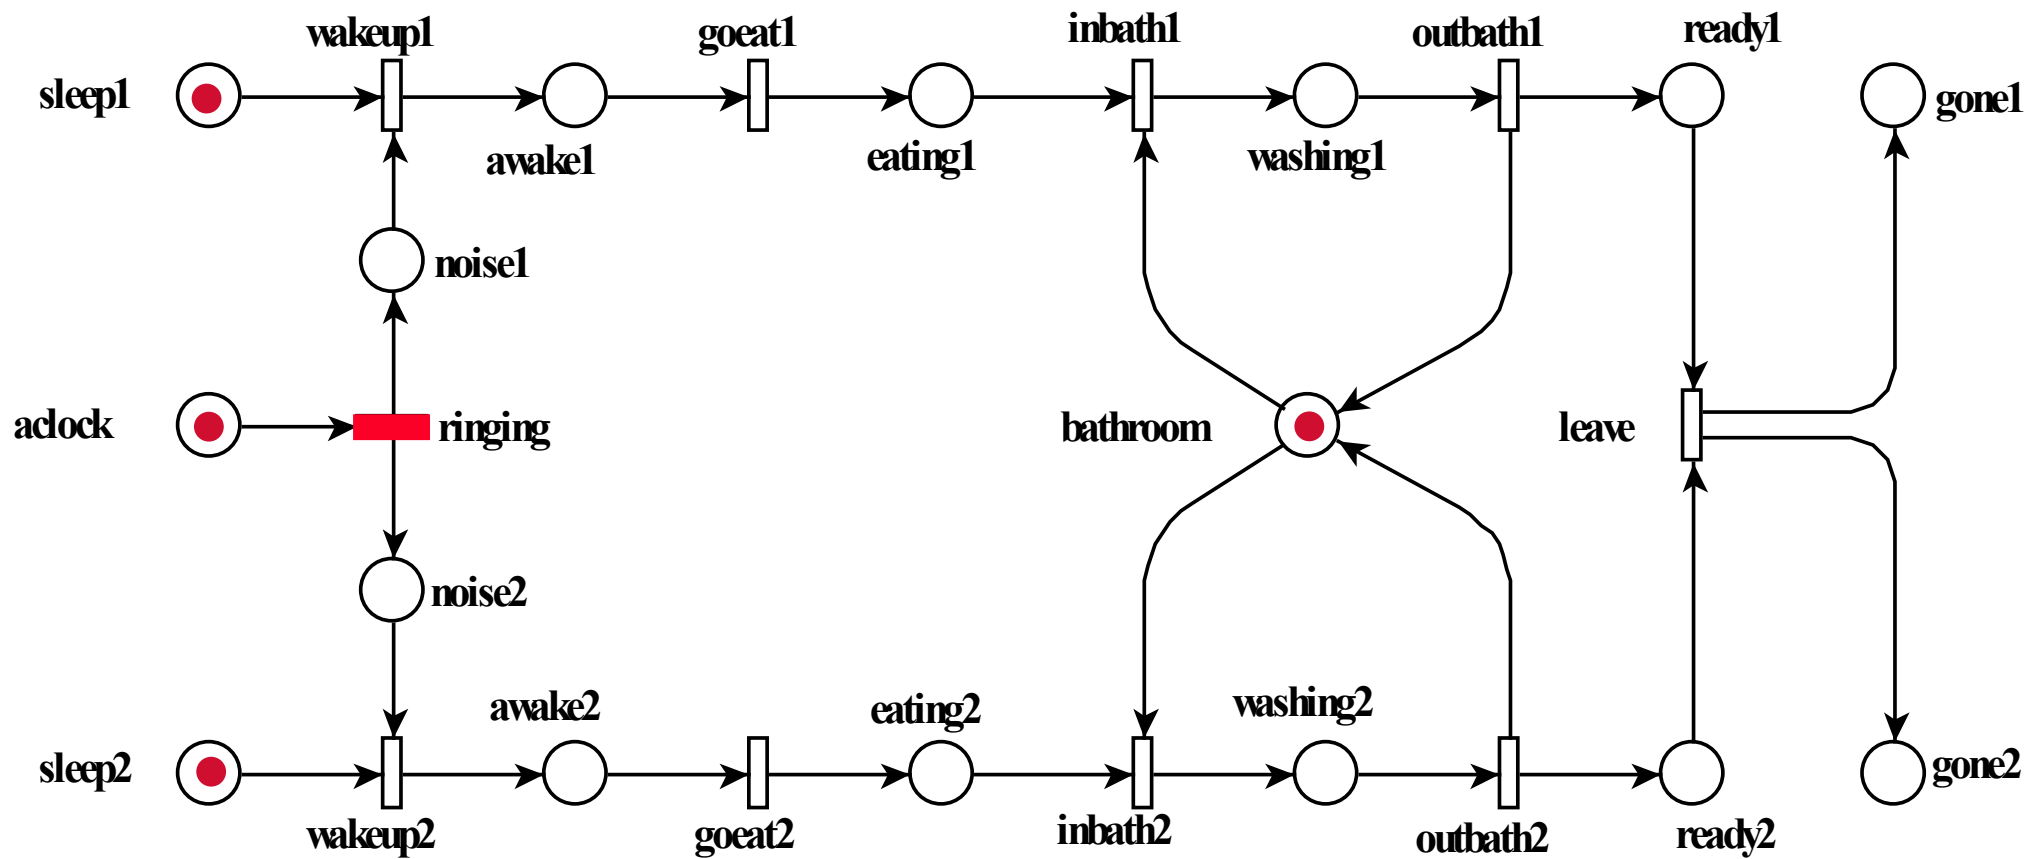 wakeup1
goeat1
inbath1
outbath1
ready1
sleep1
gone1
awake1
eating1
washing1
noise1
aclock
ringing
bathroom
leave
noise2
awake2
eating2
washing2
sleep2
gone2
wakeup2
goeat2
inbath2
outbath2
ready2